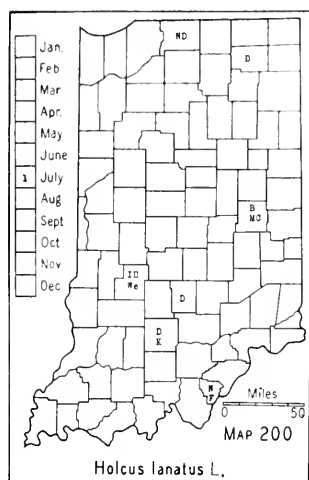 Jan.
Feb
Mar
Apr.
May
June
1 July
Aug
Sept
Oct
Nov
Dec
ND
D
B
MC
ID
We
D
D
K
Miles
0 50
MAP 200
Holcus lanatus L.